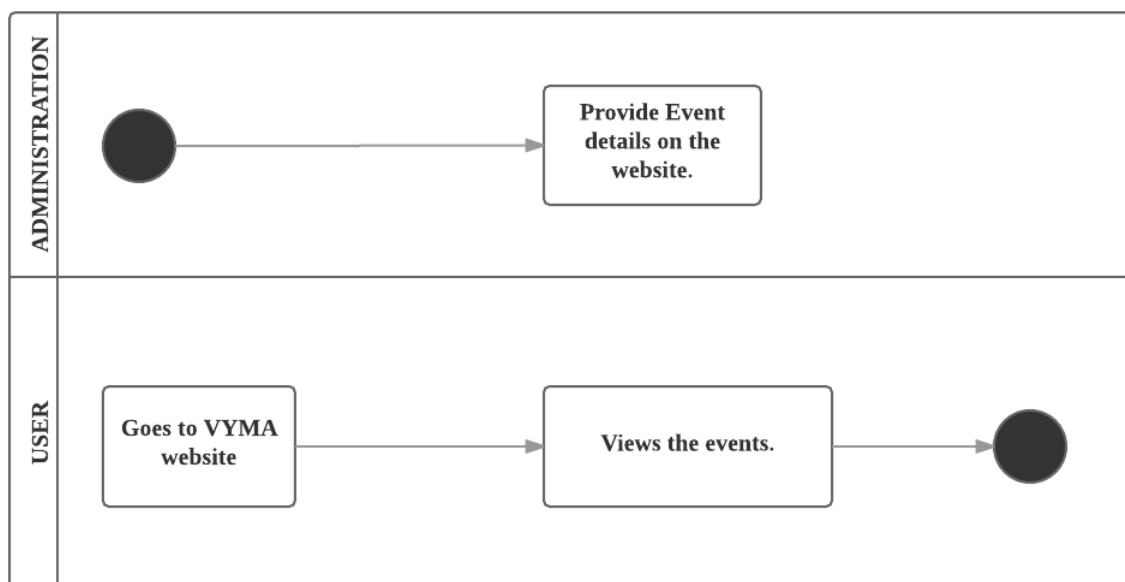 ADMINISTRATION
Provide Event
details on the
website.
USER
Goes to VYMA
website
Views the events.